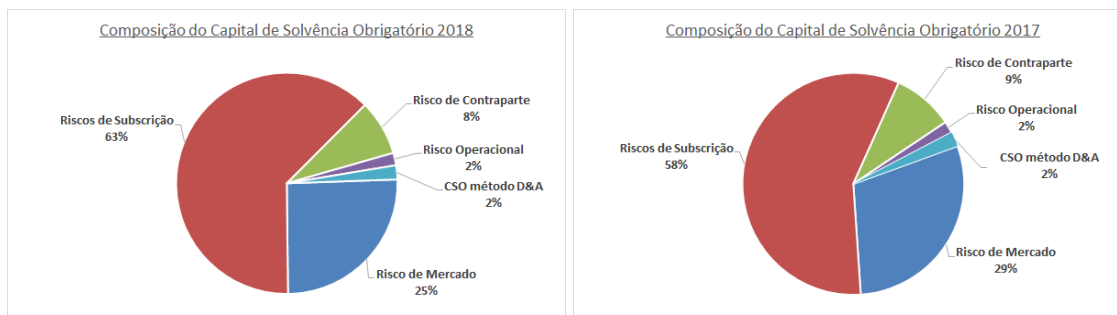 Composição do Capital de Solvência Obrigatório 2018
Riscos de Subscrição
63%
Risco de Contraparte
8%
Risco Operacional
2%
CSO método D&A
2%
Risco de Mercado
25%
Composição do Capital de Solvência Obrigatório 2017
Riscos de Subscrição
58%
Risco de Contraparte
9%
Risco Operacional
2%
CSO método D&A
2%
Risco de Mercado
29%